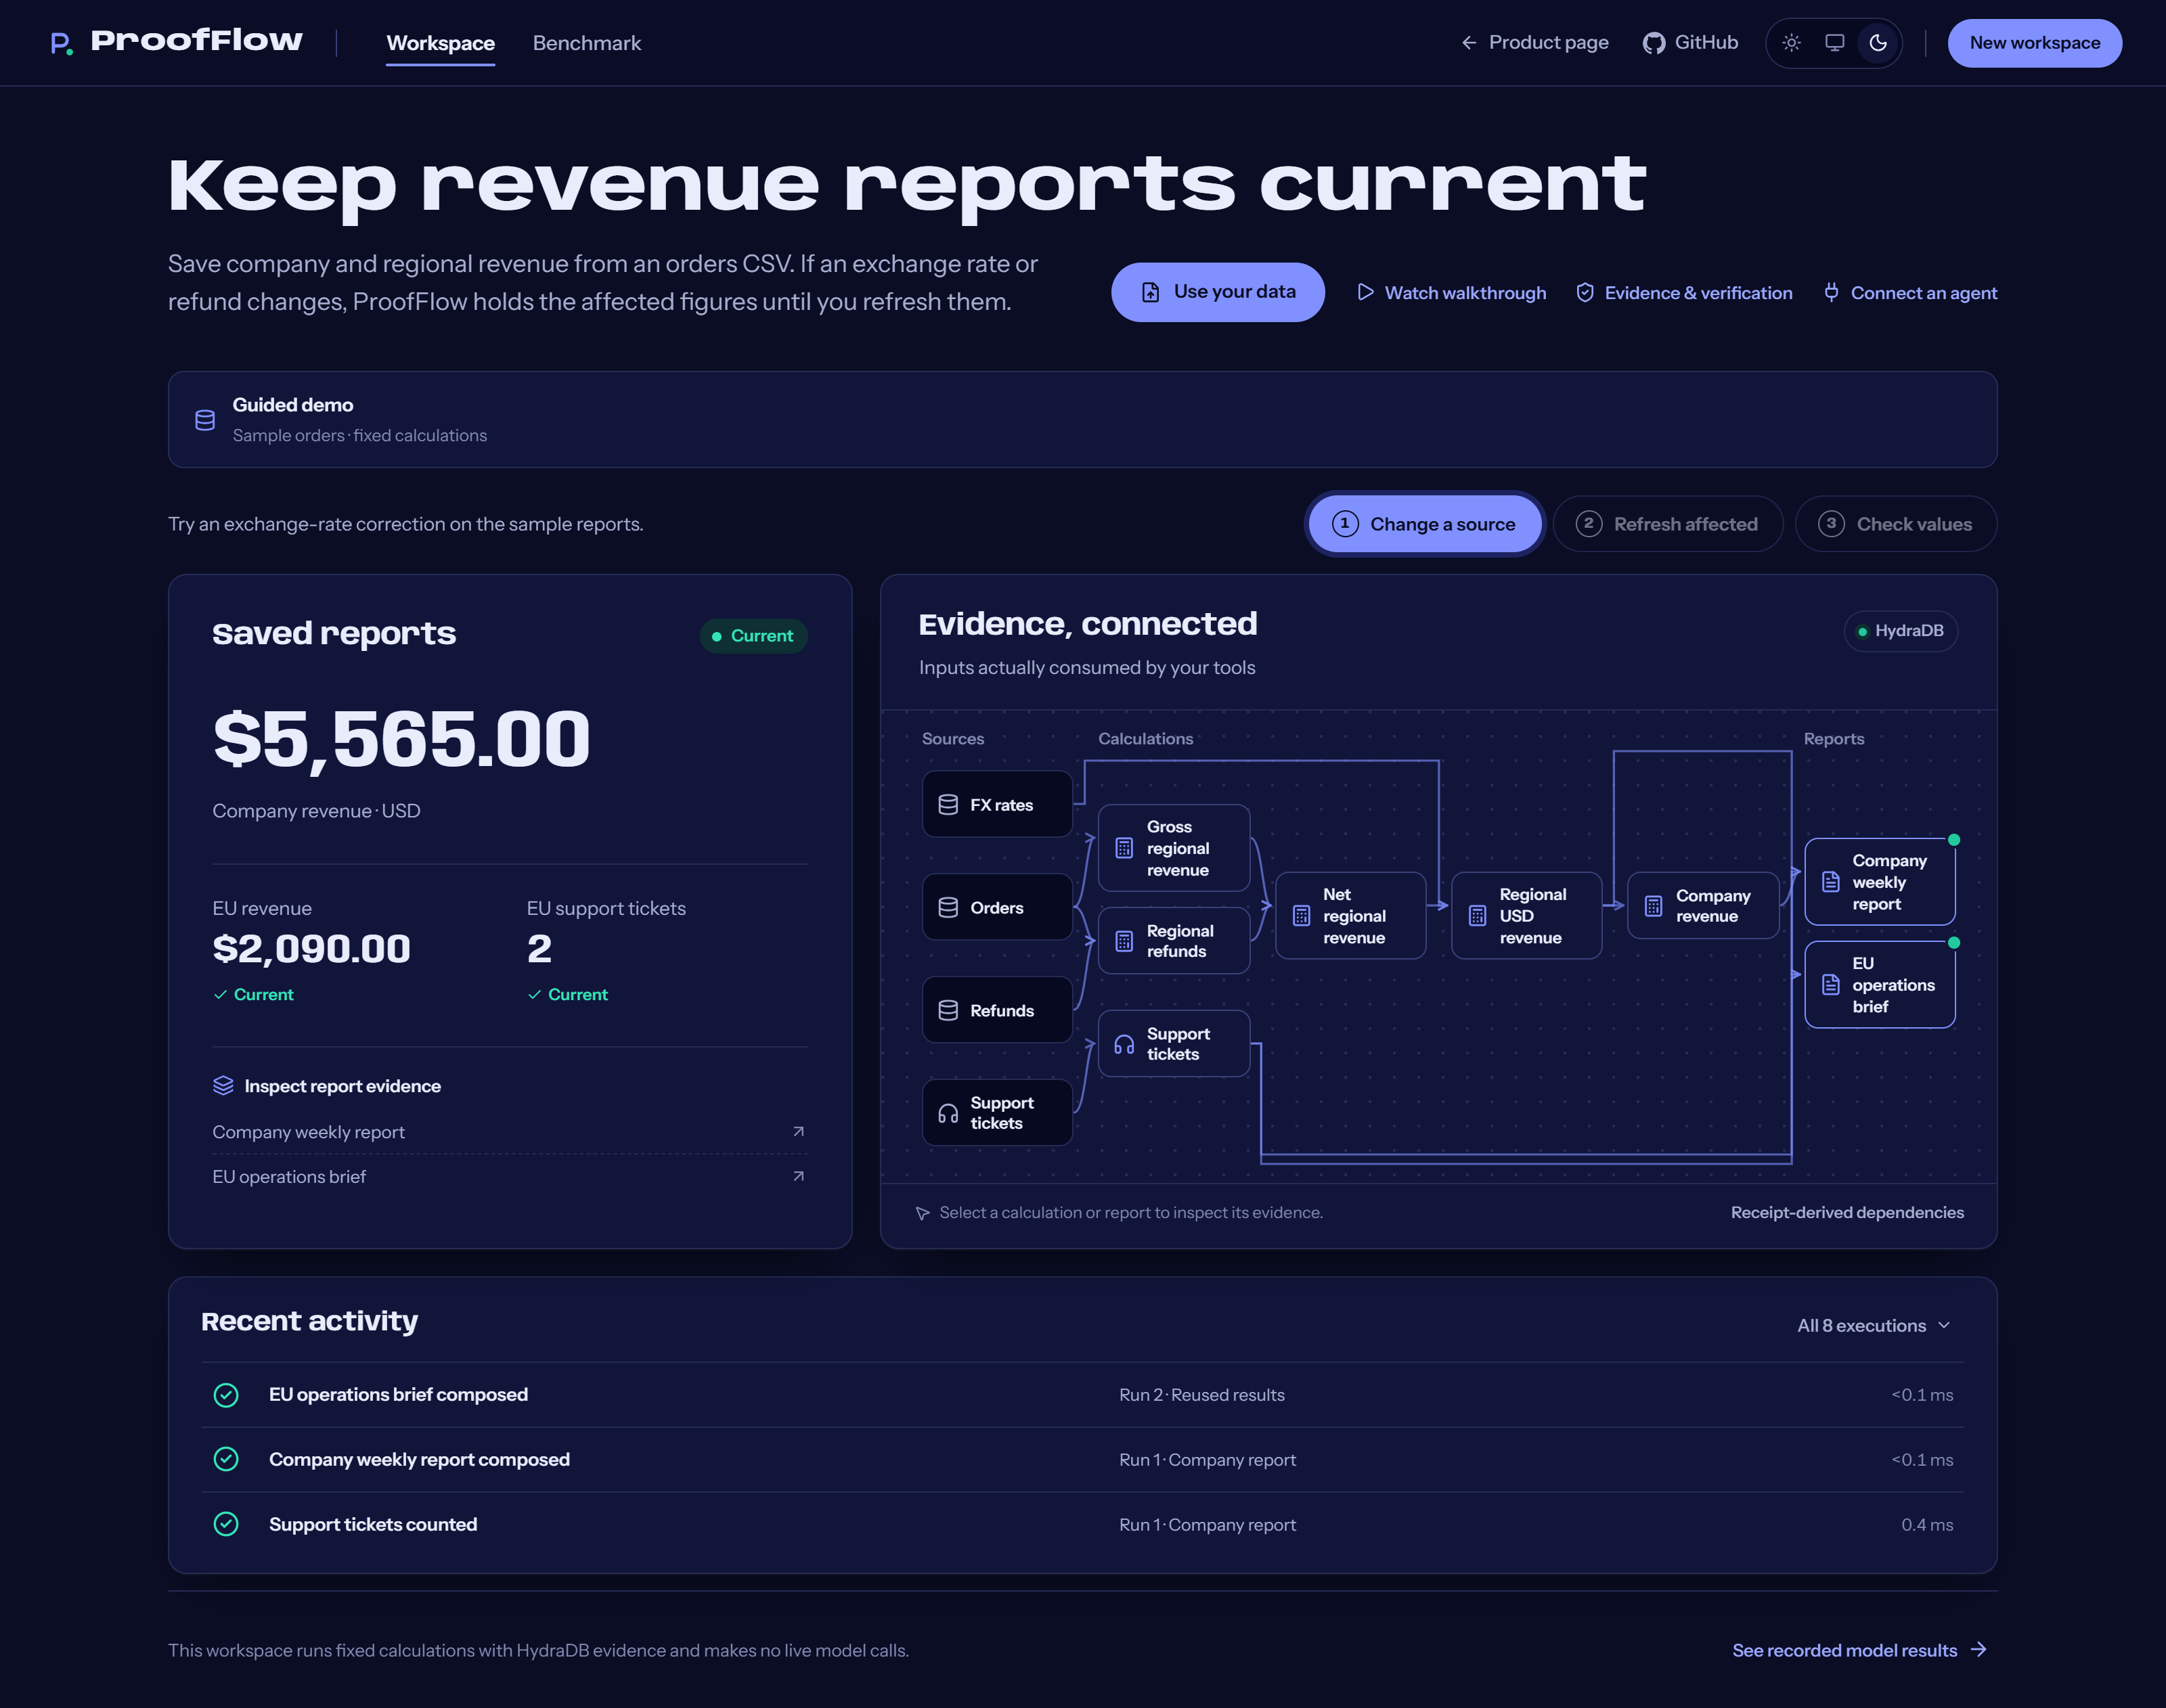 P. ProofFlow
Workspace
Benchmark
Product page
GitHub
New workspace
Keep revenue reports current
Save company and regional revenue from an orders CSV. If an exchange rate or
refund changes, ProofFlow holds the affected figures until you refresh them.
Use your data
Watch walkthrough
Evidence & verification
Connect an agent
Guided demo
Sample orders · fixed calculations
Try an exchange-rate correction on the sample reports.
1 Change a source
2 Refresh affected
3 Check values
Saved reports
Current
$5,565.00
Company revenue · USD
EU revenue
$2,090.00
Current
EU support tickets
2
Current
Inspect report evidence
Company weekly report
EU operations brief
Evidence, connected
Inputs actually consumed by your tools
HydraDB
Sources
Calculations
Reports
FX rates
Orders
Refunds
Support
tickets
Gross
regional
revenue
Regional
refunds
Support
tickets
Net
regional
revenue
Regional
USD
revenue
Company
revenue
Company
weekly
report
EU
operations
brief
Select a calculation or report to inspect its evidence.
Receipt-derived dependencies
Recent activity
All 8 executions
EU operations brief composed
Run 2 · Reused results
<0.1 ms
Company weekly report composed
Run 1 · Company report
<0.1 ms
Support tickets counted
Run 1 · Company report
0.4 ms
This workspace runs fixed calculations with HydraDB evidence and makes no live model calls.
See recorded model results